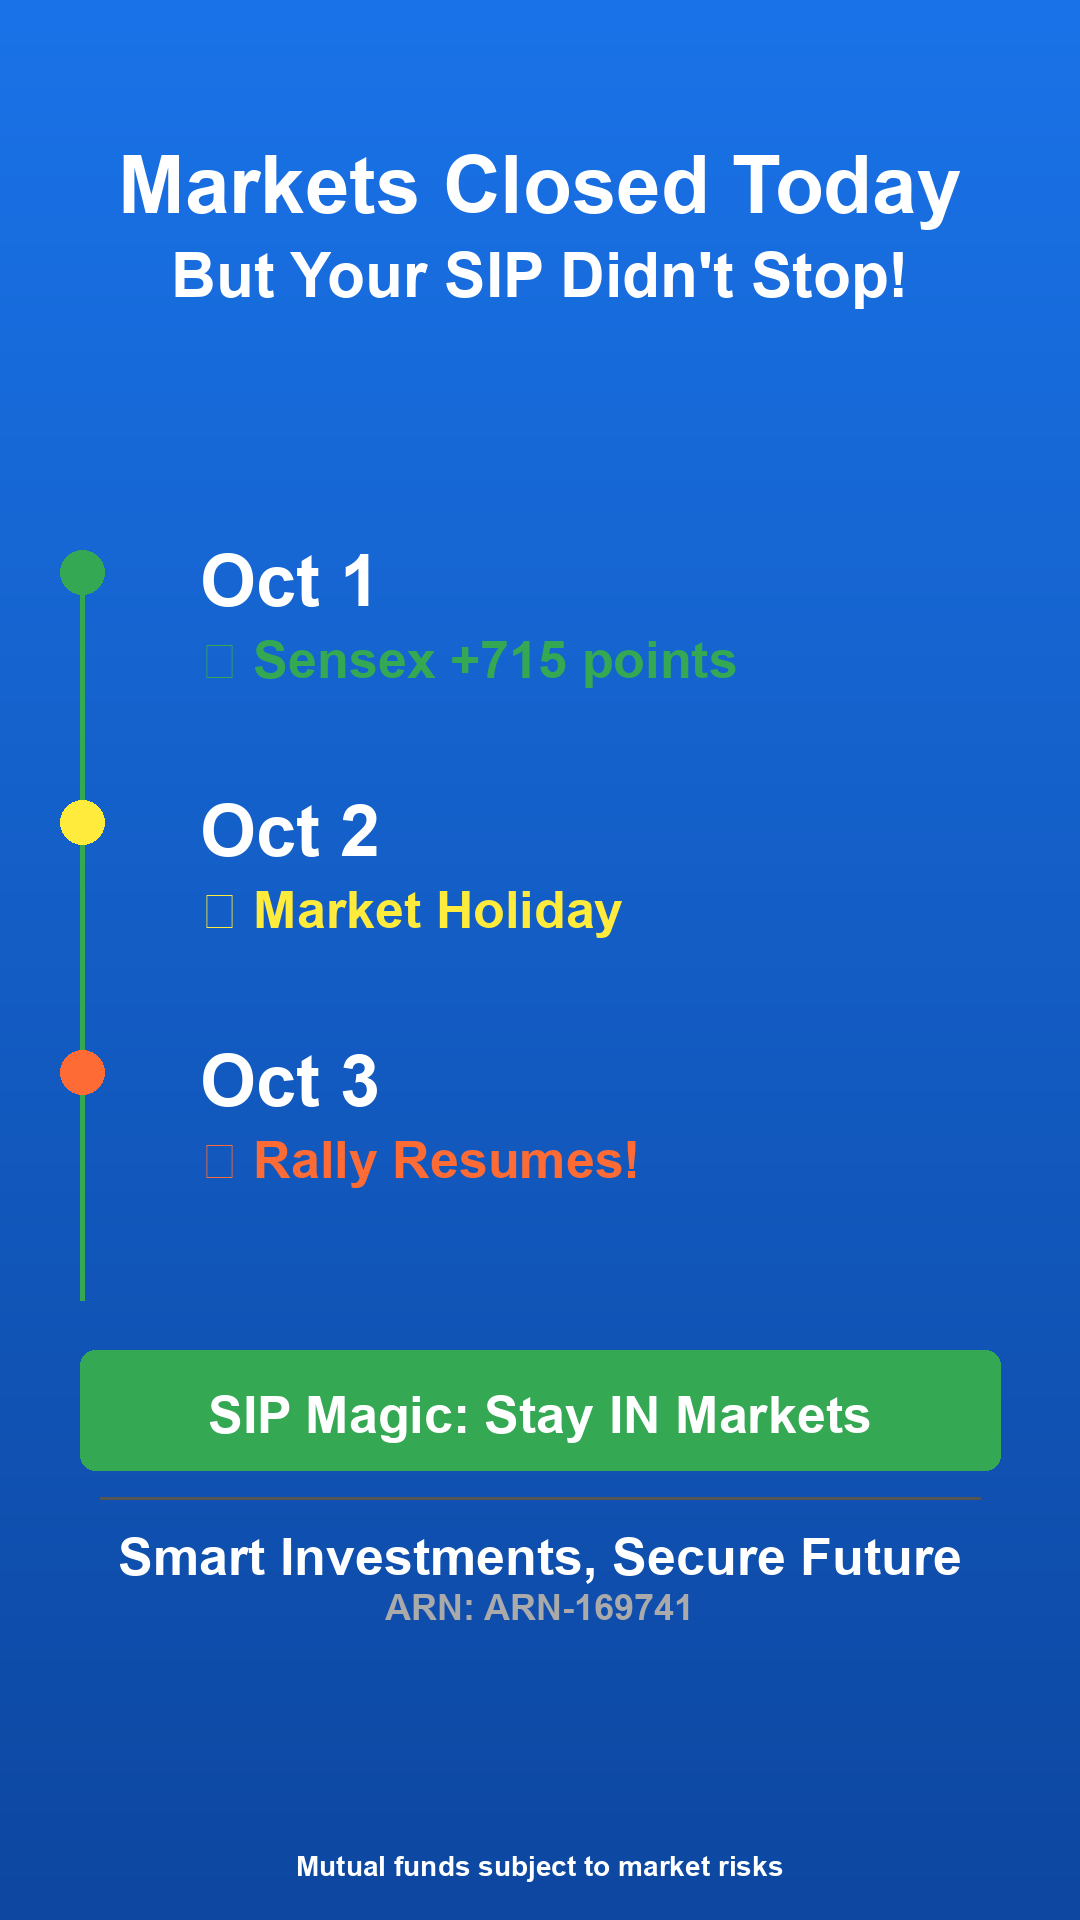 Markets Closed Today
But Your SIP Didn't Stop!
Oct 1
Sensex +715 points
Oct 2
Market Holiday
Oct 3
Rally Resumes!
SIP Magic: Stay IN Markets
Smart Investments, Secure Future
ARN: ARN-169741
Mutual funds subject to market risks